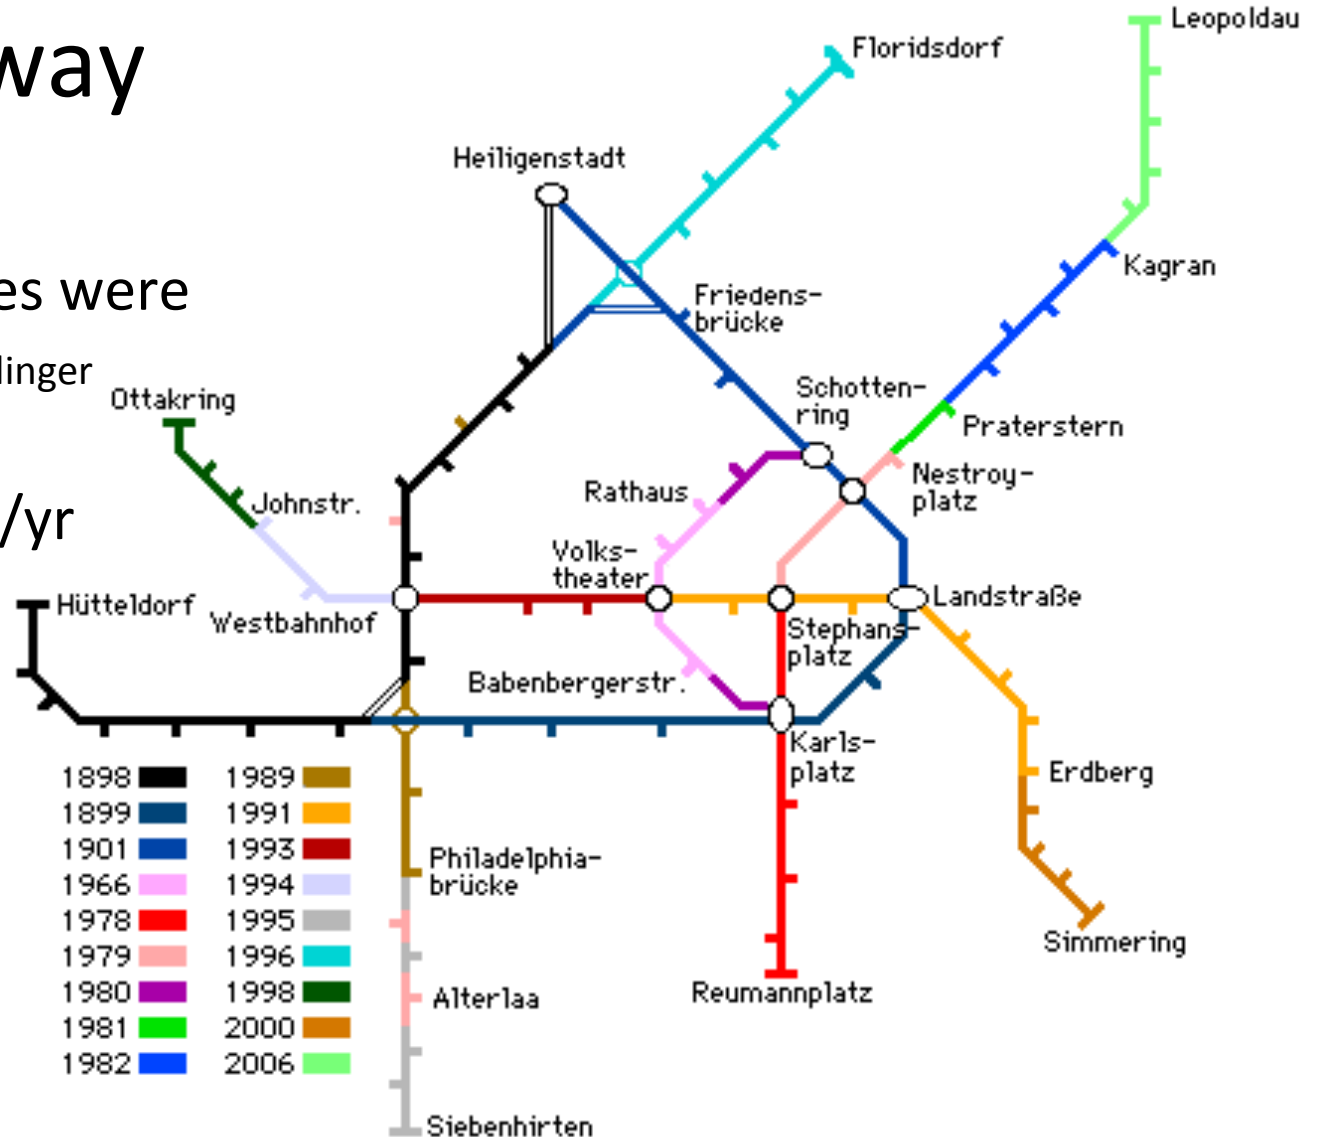 way
es were
linger
/yr
Leopoldau
Floridsdorf
Heiligenstadt
Kagran
Friedens-
brücke
Schotten-
ring
Ottakring
Praterstern
Nestroy-
platz
Rathaus
Johnstr.
Volks-
theater
Hütteldorf
Westbahnhof
Landstraße
Stephans-
platz
Babenbergerstr.
Karls-
platz
Erdberg
1898 1989
1899 1991
1901 1993
1966 1994
1978 1995
1979 1996
1980 1998
1981 2000
1982 2006
Philadelphia-
brücke
Simmering
Reumannplatz
Alterlaa
Siebenhirten